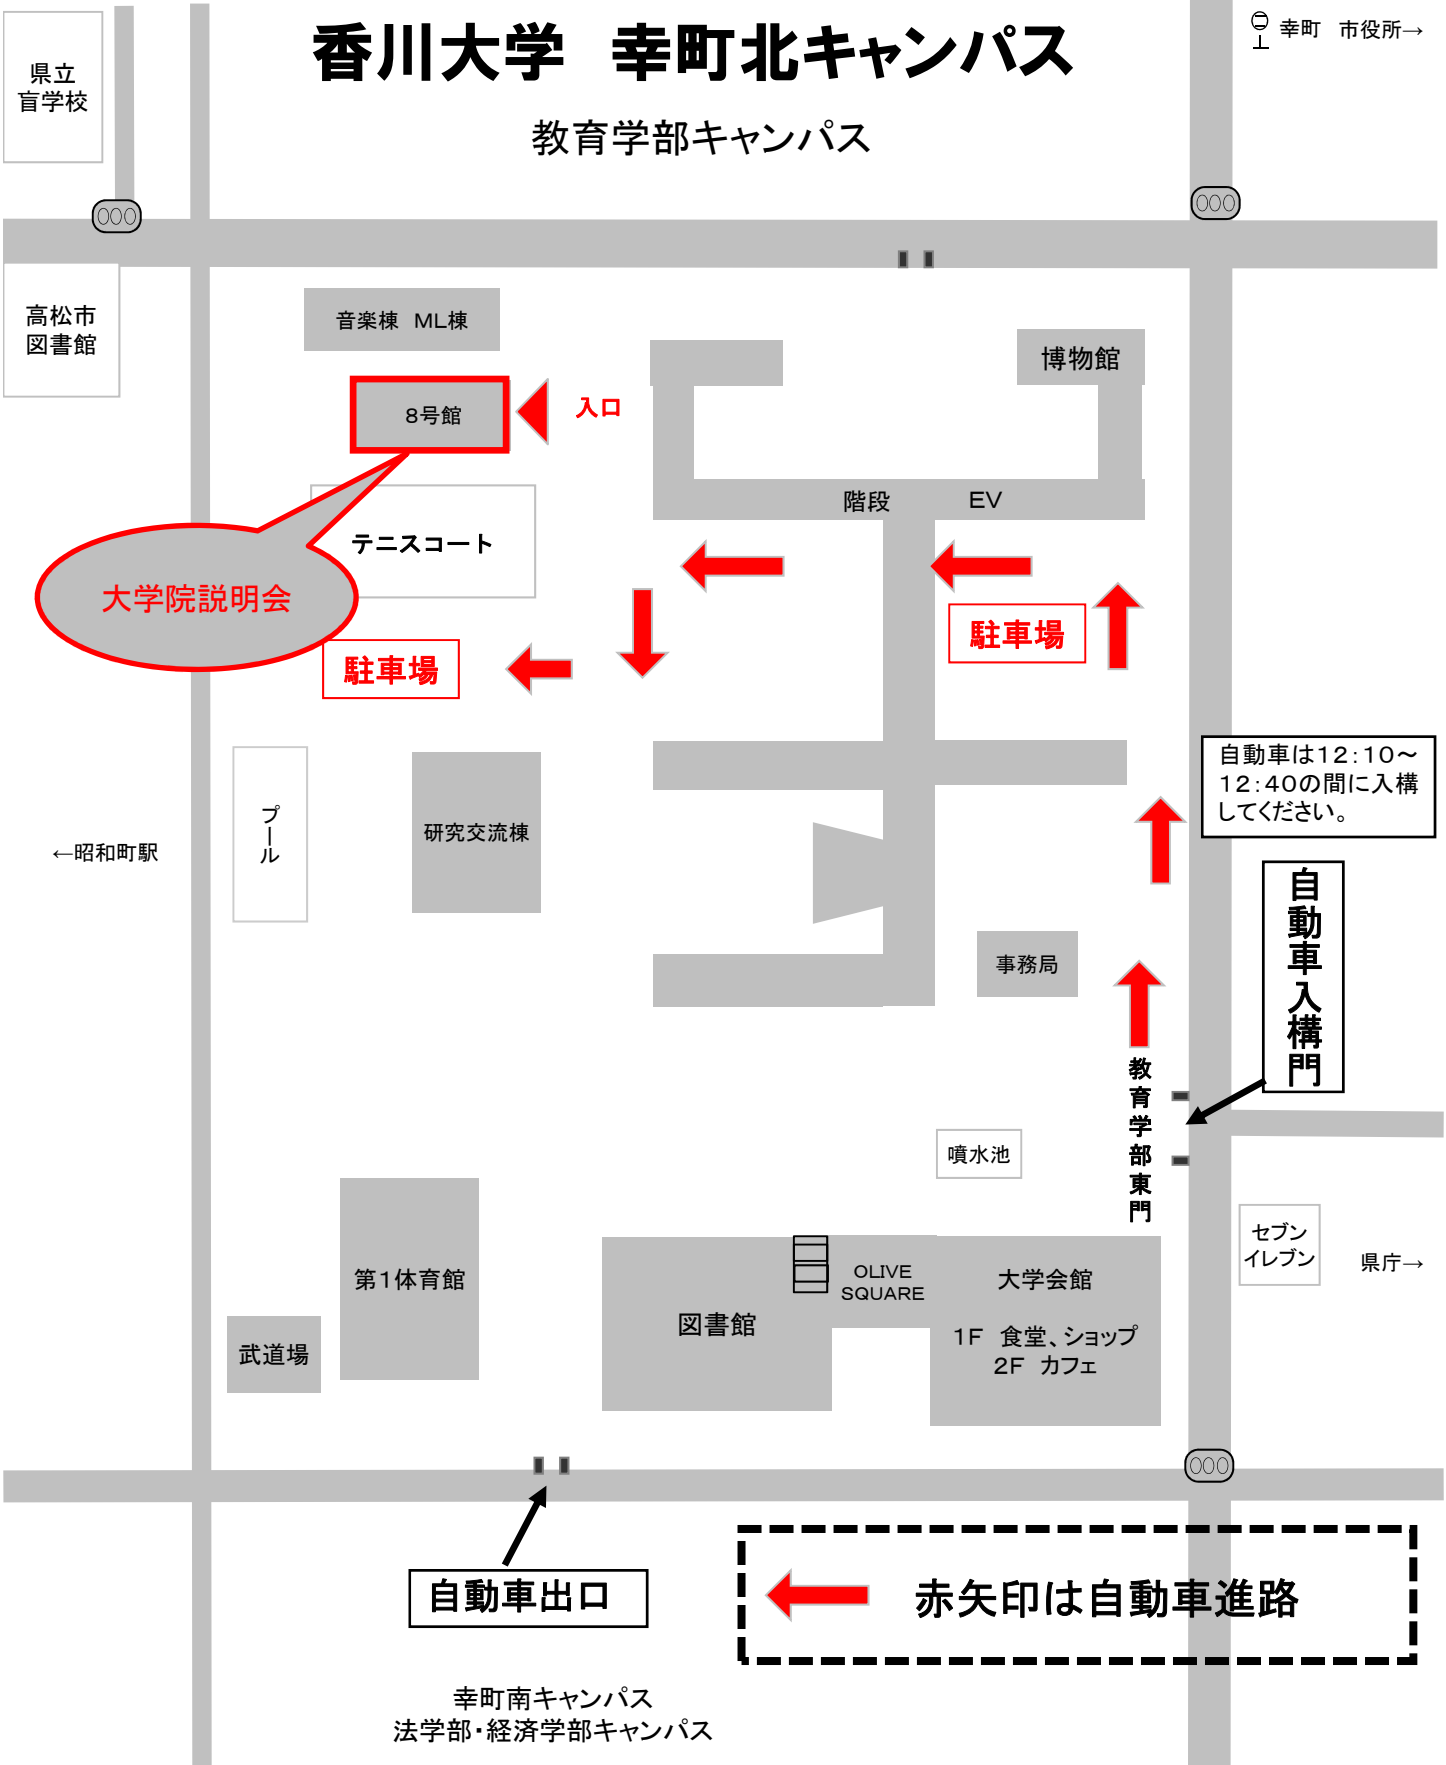 香川大学　幸町北キャンパス
教育学部キャンパス
幸町　市役所→
県立
盲学校
高松市
図書館
音楽棟　ML棟
博物館
8号館
入口
階段
EV
テニスコート
大学院説明会
駐車場
駐車場
自動車は12:10～
12:40の間に入構
してください。
プール
研究交流棟
←昭和町駅
自動車入構門
事務局
教育学部東門
噴水池
セブン
イレブン
県庁→
第1体育館
OLIVE
SQUARE
大学会館
図書館
1F　食堂、ショップ
2F　カフェ
武道場
自動車出口
赤矢印は自動車進路
幸町南キャンパス
法学部・経済学部キャンパス